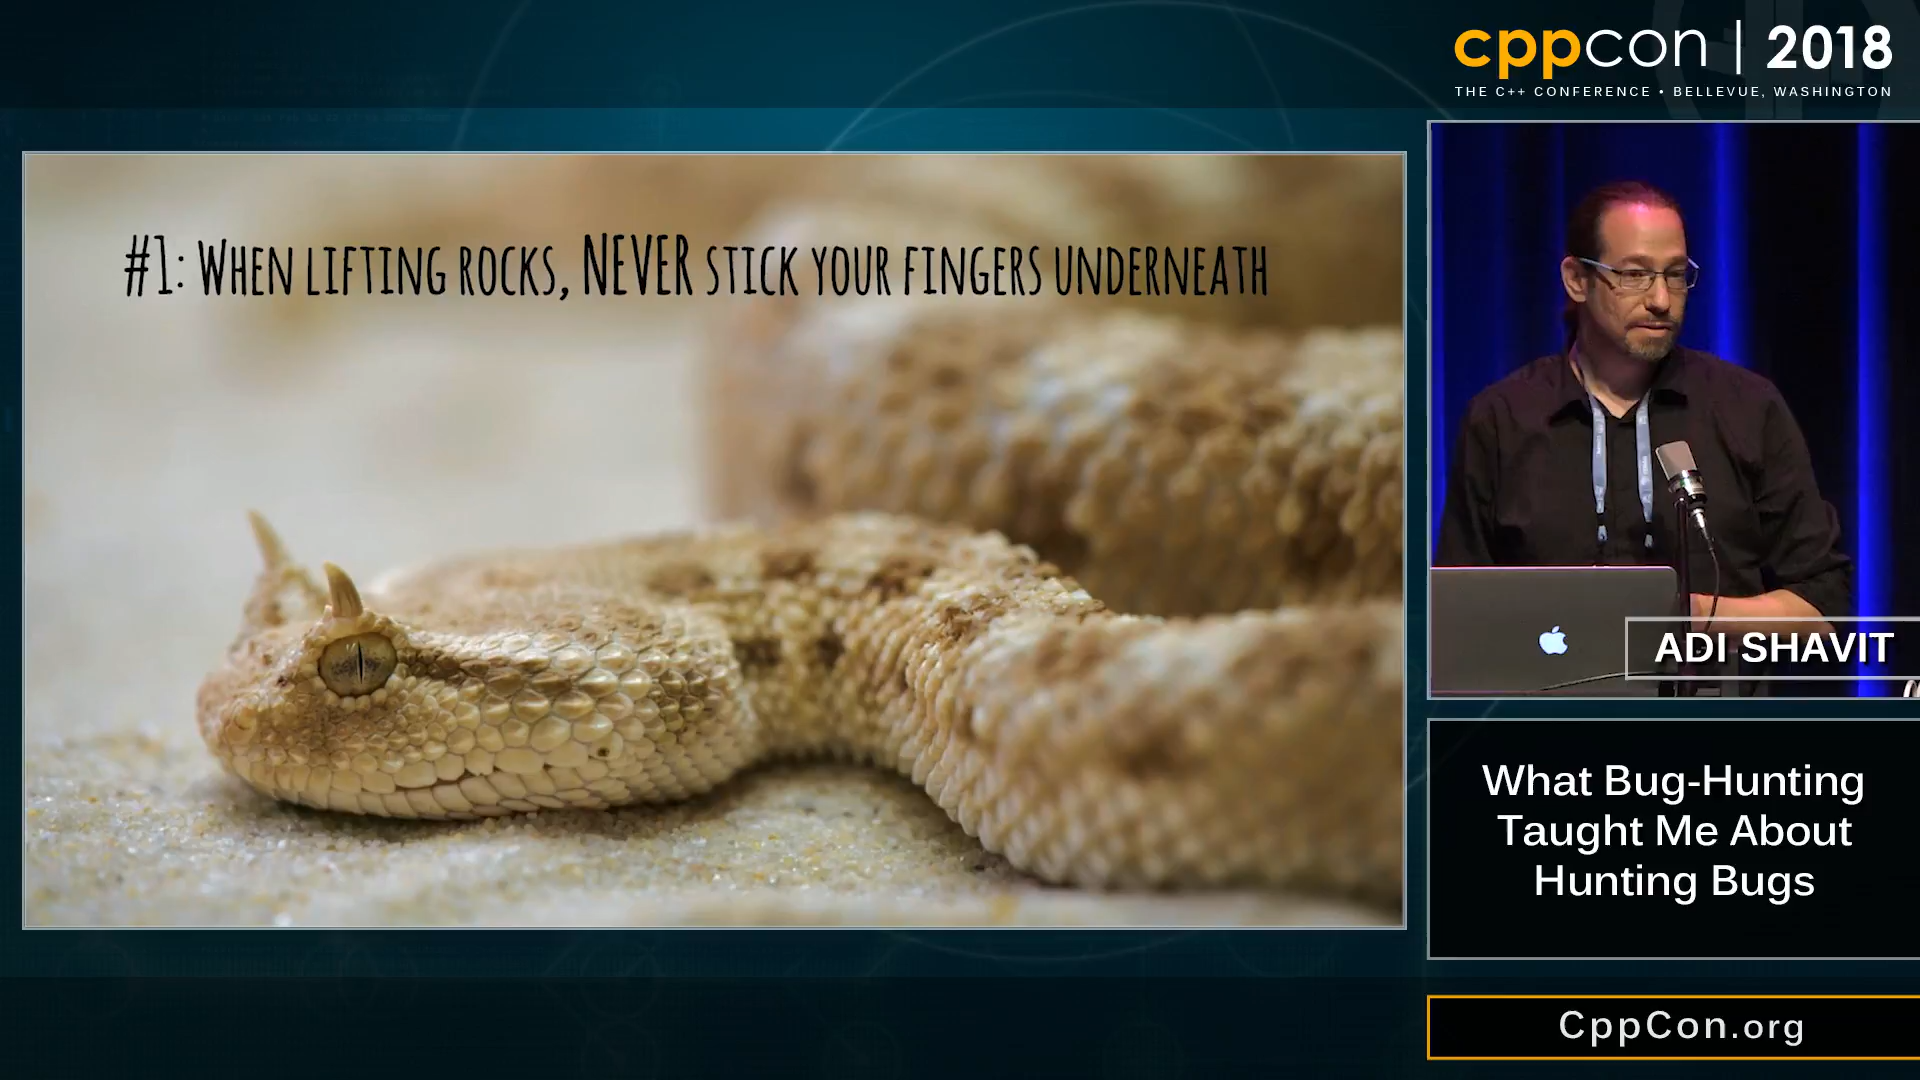 cppcon | 2018
THE C++ CONFERENCE • BELLEVUE, WASHINGTON
#1: WHEN LIFTING ROCKS, NEVER STICK YOUR FINGERS UNDERNEATH
ADI SHAVIT
What Bug-Hunting
Taught Me About
Hunting Bugs
CppCon.org